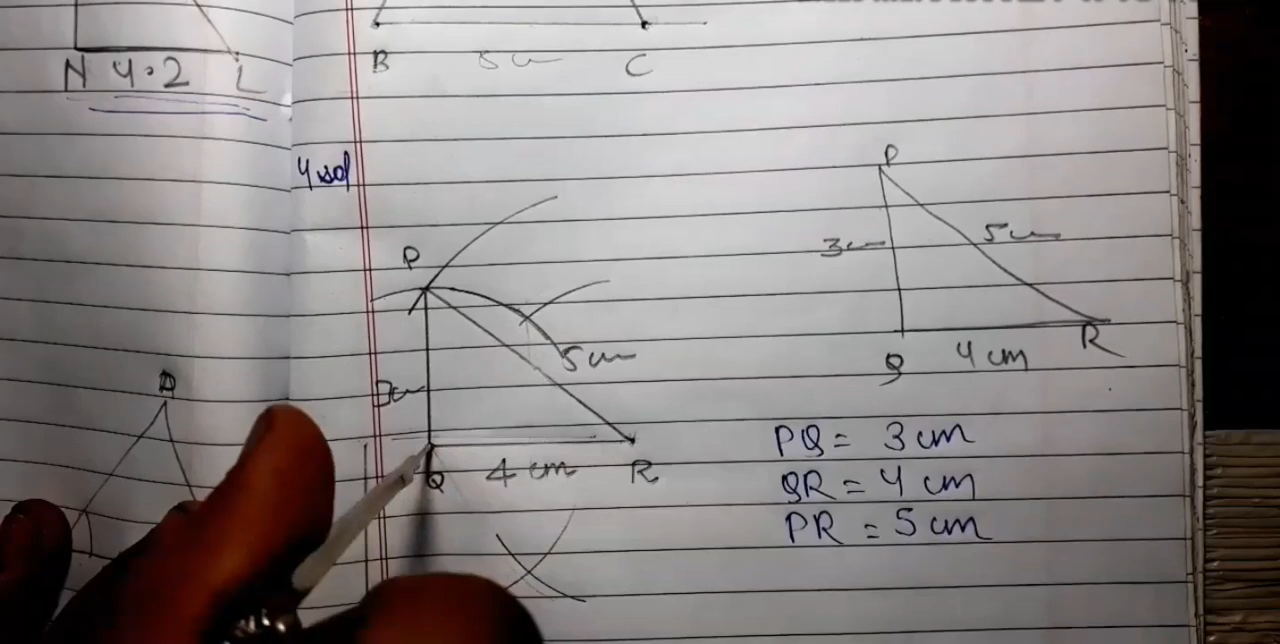 N 4.2 L
B 5cm C
4 sol
P
P
3cm
5cm
5cm
3cm
Q 4 cm R
A
Q 4 cm R
PQ = 3 cm
QR = 4 cm
PR = 5 cm